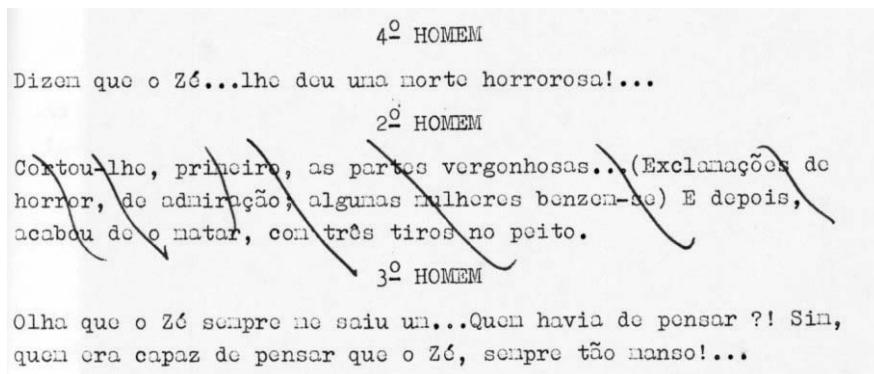 4º HOMEM
Dizem que o Zé...lhe deu uma morte horrorosa!...
2º HOMEM
Cortou-lhe, primeiro, as partes vergonhosas...(Exclamações de
horror, de admiração; algumas mulheres benzem-se) E depois,
acabou de o matar, com três tiros no peito.
3º HOMEM
Olha que o Zé sempre me saiu um...Quem havia de pensar ?! Sim,
quem era capaz de pensar que o Zé, sempre tão manso!...